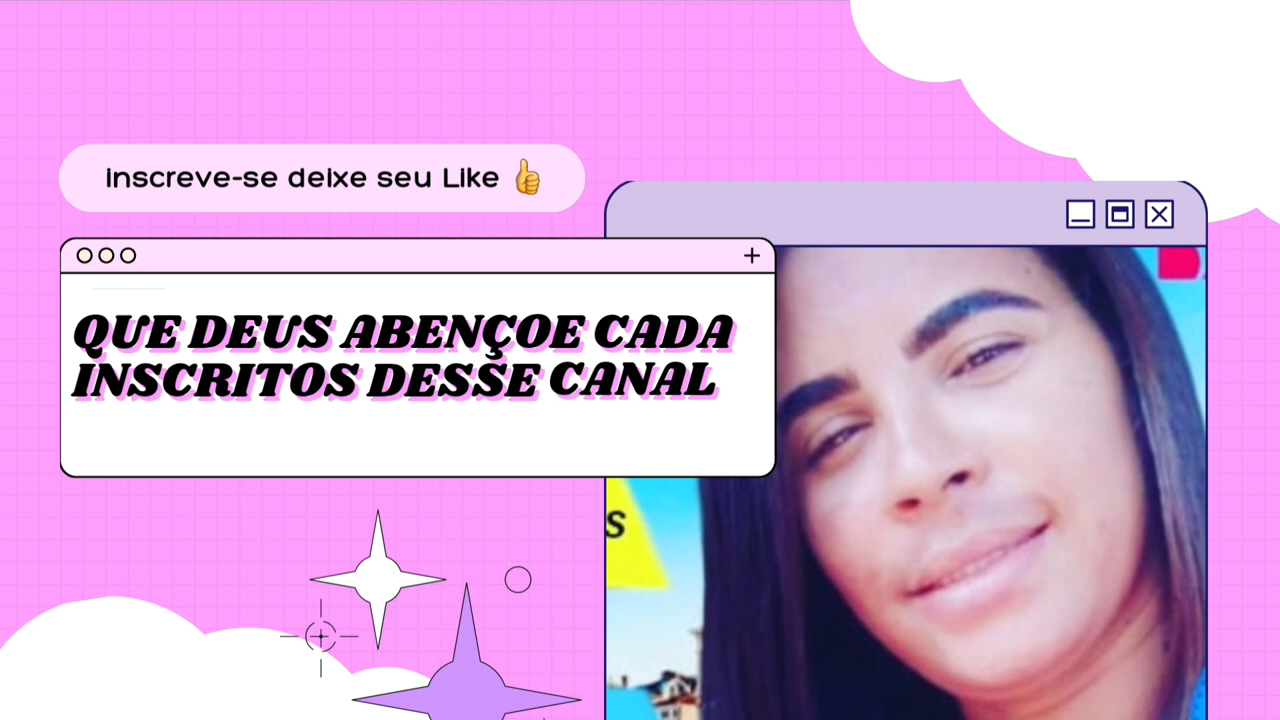 inscreve-se deixe seu Like 👍
QUE DEUS ABENÇOE CADA
INSCRITOS DESSE CANAL
S